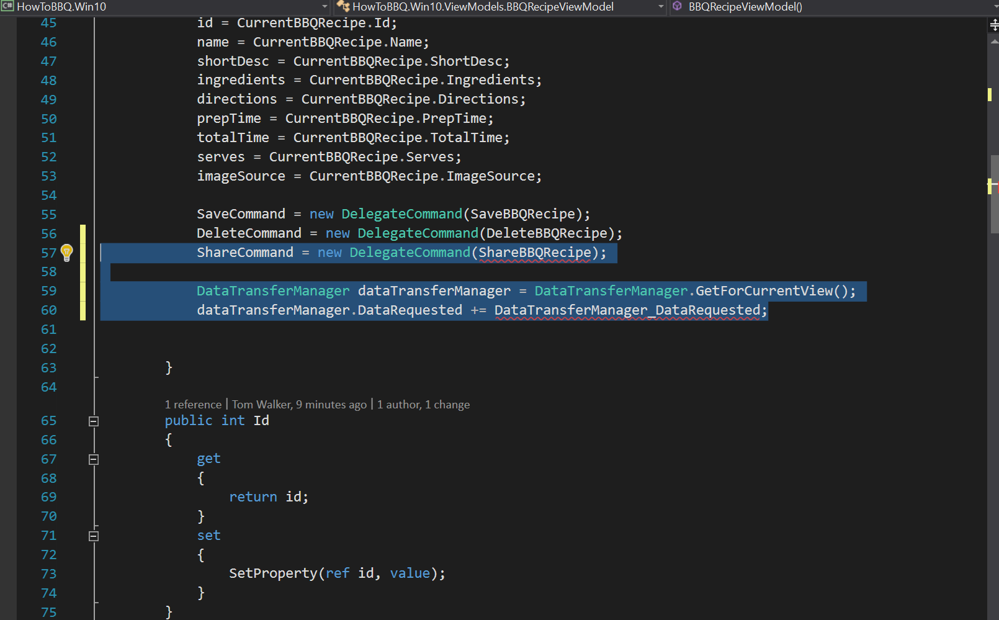 C# HowToBBQ.Win10 HowToBBQ.Win10.ViewModels.BBQRecipeViewModel BBQRecipeViewModel()
45 id = CurrentBBQRecipe.Id;
46 name = CurrentBBQRecipe.Name;
47 shortDesc = CurrentBBQRecipe.ShortDesc;
48 ingredients = CurrentBBQRecipe.Ingredients;
49 directions = CurrentBBQRecipe.Directions;
50 prepTime = CurrentBBQRecipe.PrepTime;
51 totalTime = CurrentBBQRecipe.TotalTime;
52 serves = CurrentBBQRecipe.Serves;
53 imageSource = CurrentBBQRecipe.ImageSource;
54
55 SaveCommand = new DelegateCommand(SaveBBQRecipe);
56 DeleteCommand = new DelegateCommand(DeleteBBQRecipe);
57 ShareCommand = new DelegateCommand(ShareBBQRecipe);
58
59 DataTransferManager dataTransferManager = DataTransferManager.GetForCurrentView();
60 dataTransferManager.DataRequested += DataTransferManager_DataRequested;
61
62
63 }
64
1 reference | Tom Walker, 9 minutes ago | 1 author, 1 change
65 public int Id
66 {
67 get
68 {
69 return id;
70 }
71 set
72 {
73 SetProperty(ref id, value);
74 }
75 }